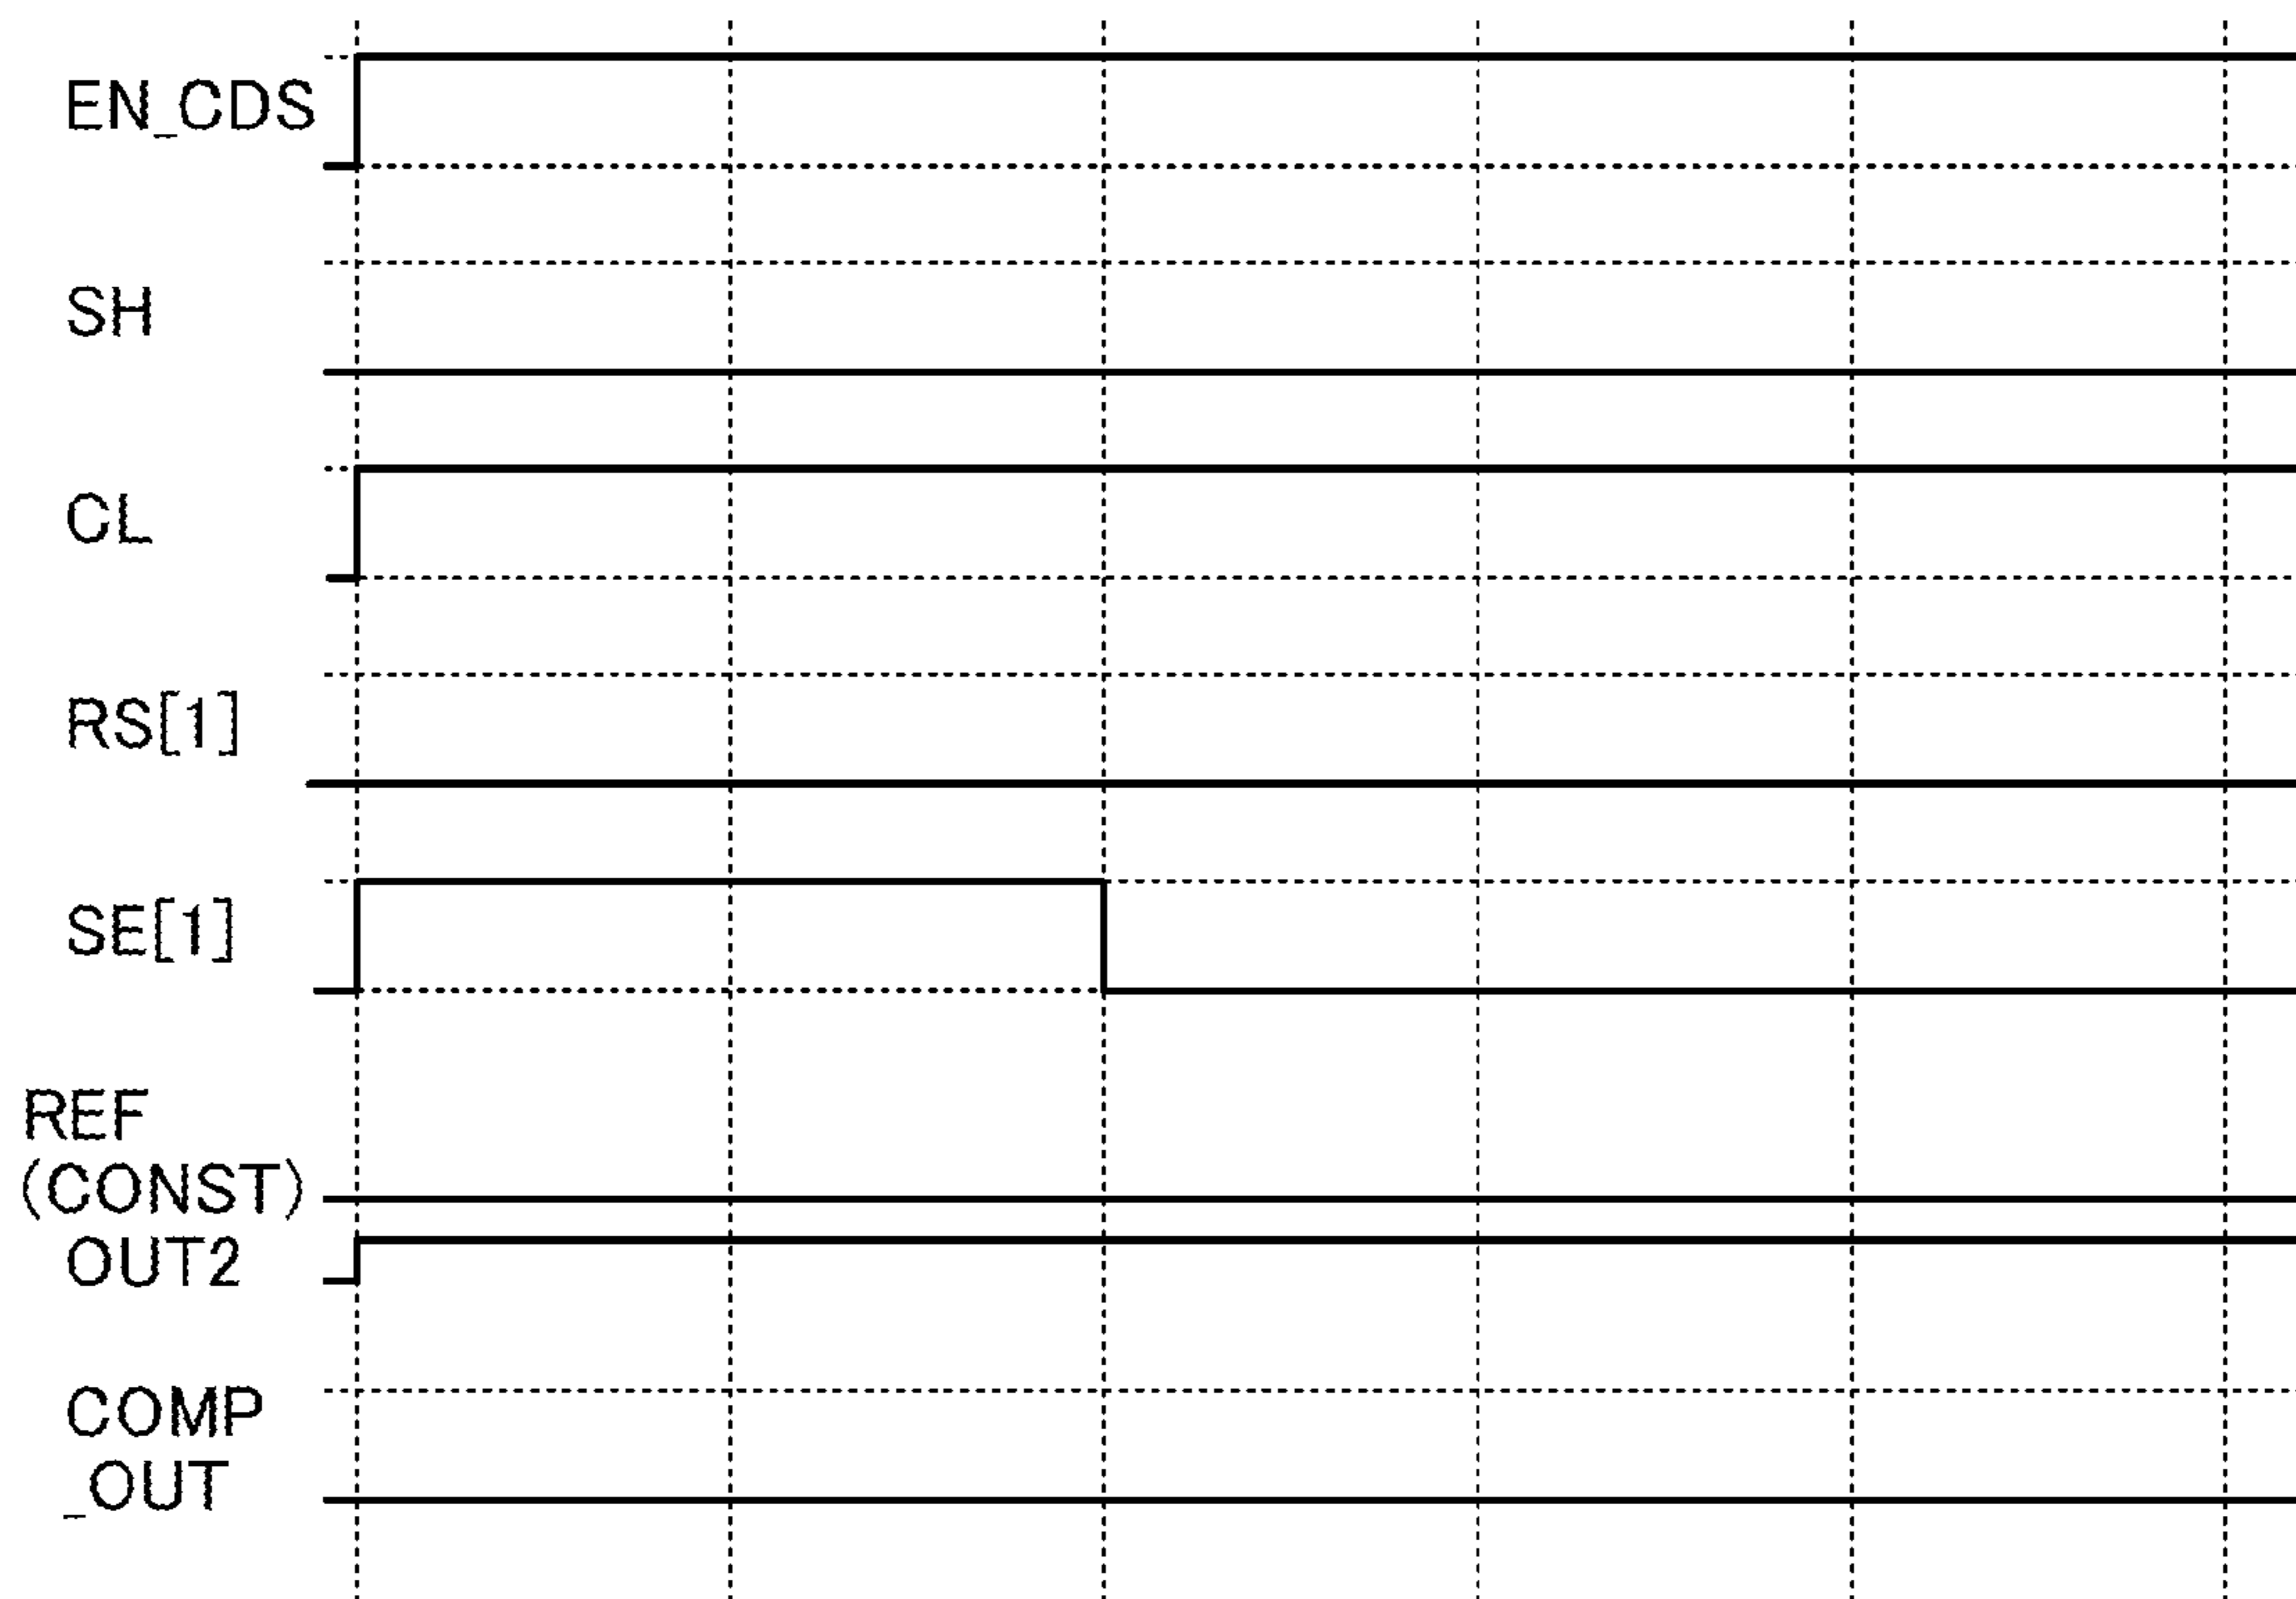 EN_CDS
SH
CL
RS[1]
SE[1]
REF
(CONST)
OUT2
COMP
_OUT